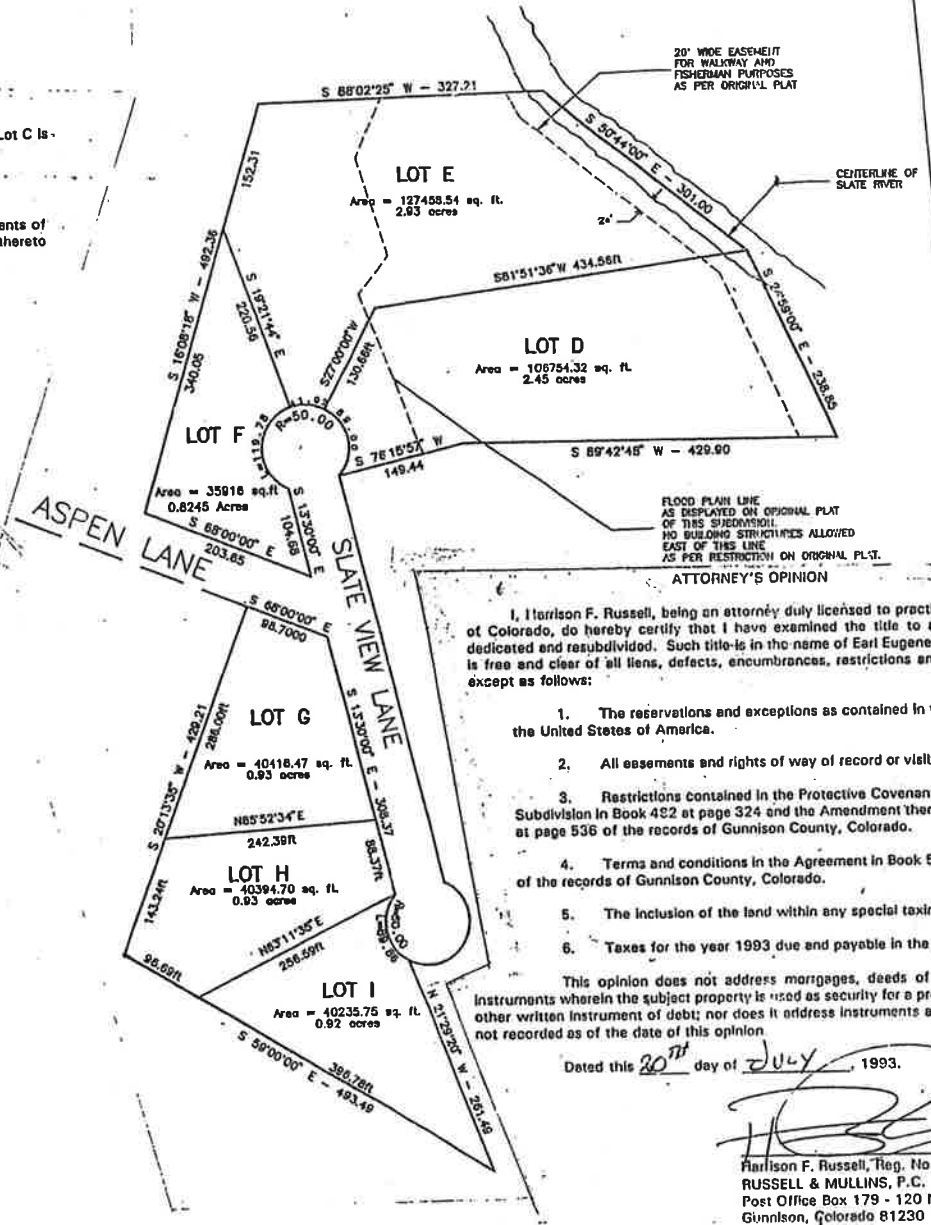 Lot C is
ents of
thereto
20' WIDE EASEMENT
FOR WALKWAY AND
FISHERMAN PURPOSES
AS PER ORIGINAL PLAT
S 88°02'25" W - 327.21
S 50°44'00" E - 301.00
CENTERLINE OF
SLATE RIVER
152.31
LOT E
Area = 127458.54 sq. ft.
2.93 acres
20'
S 16°08'18" W - 492.36
340.05
S 19°21'44" E
220.56
S81°51'36"W 434.56ft
S 26°59'00" E - 238.85
S27°00'00"W
130.66ft
LOT D
Area = 106754.32 sq. ft.
2.45 acres
R=50.00
L=119.78
LOT F
Area = 35916 sq.ft
0.8245 Acres
S 76°15'57" W
149.44
S 89°42'48" W - 429.90
S 13°30'00" E
104.68
S 68°00'00" E
203.65
ASPEN LANE
SLATE VIEW LANE
FLOOD PLAIN LINE
AS DISPLAYED ON ORIGINAL PLAT
OF THIS SUBDIVISION.
NO BUILDING STRUCTURES ALLOWED
EAST OF THIS LINE
AS PER RESTRICTION ON ORIGINAL PLAT.
S 68°00'00" E
98.7000
S 20°13'35" W - 429.21
286.00ft
LOT G
Area = 40416.47 sq. ft.
0.93 acres
S 13°30'00" E - 308.37
88.37ft
N85°52'34"E
242.39ft
LOT H
Area = 40394.70 sq. ft.
0.93 acres
143.24ft
N63°11'35"E
256.59ft
L=89.86
96.69ft
LOT I
Area = 40235.75 sq. ft.
0.92 acres
N 21°29'20" W - 261.49
396.78ft
S 59°00'00" E - 493.49
ATTORNEY'S OPINION
I, Harrison F. Russell, being an attorney duly licensed to practi
of Colorado, do hereby certify that I have examined the title to a
dedicated and resubdivided. Such title is in the name of Earl Eugene
is free and clear of all liens, defects, encumbrances, restrictions an
except as follows:
1. The reservations and exceptions as contained in
the United States of America.
2. All easements and rights of way of record or visib
3. Restrictions contained in the Protective Covenan
Subdivision in Book 482 at page 324 and the Amendment ther
at page 536 of the records of Gunnison County, Colorado.
4. Terms and conditions in the Agreement in Book 5
of the records of Gunnison County, Colorado.
5. The inclusion of the land within any special taxin
6. Taxes for the year 1993 due and payable in the
This opinion does not address mortgages, deeds of
instruments wherein the subject property is used as security for a pr
other written instrument of debt; nor does it address instruments a
not recorded as of the date of this opinion
Dated this 20TH day of JULY, 1993.
Harrison F. Russell, Reg. No
RUSSELL & MULLINS, P.C.
Post Office Box 179 - 120 N
Gunnison, Colorado 81230